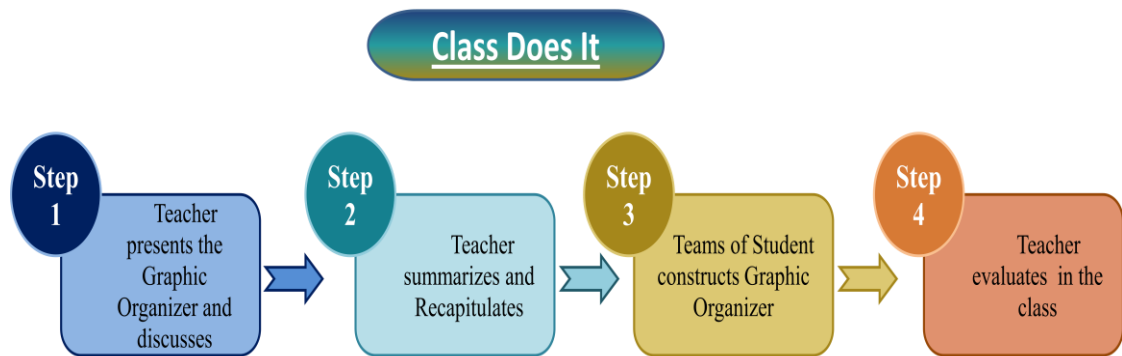 Class Does It
Step
1
Teacher
presents the
Graphic
Organizer and
discusses
Step
2
Teacher
summarizes and
Recapitulates
Step
3
Teams of Student
constructs Graphic
Organizer
Step
4
Teacher
evaluates in the
class